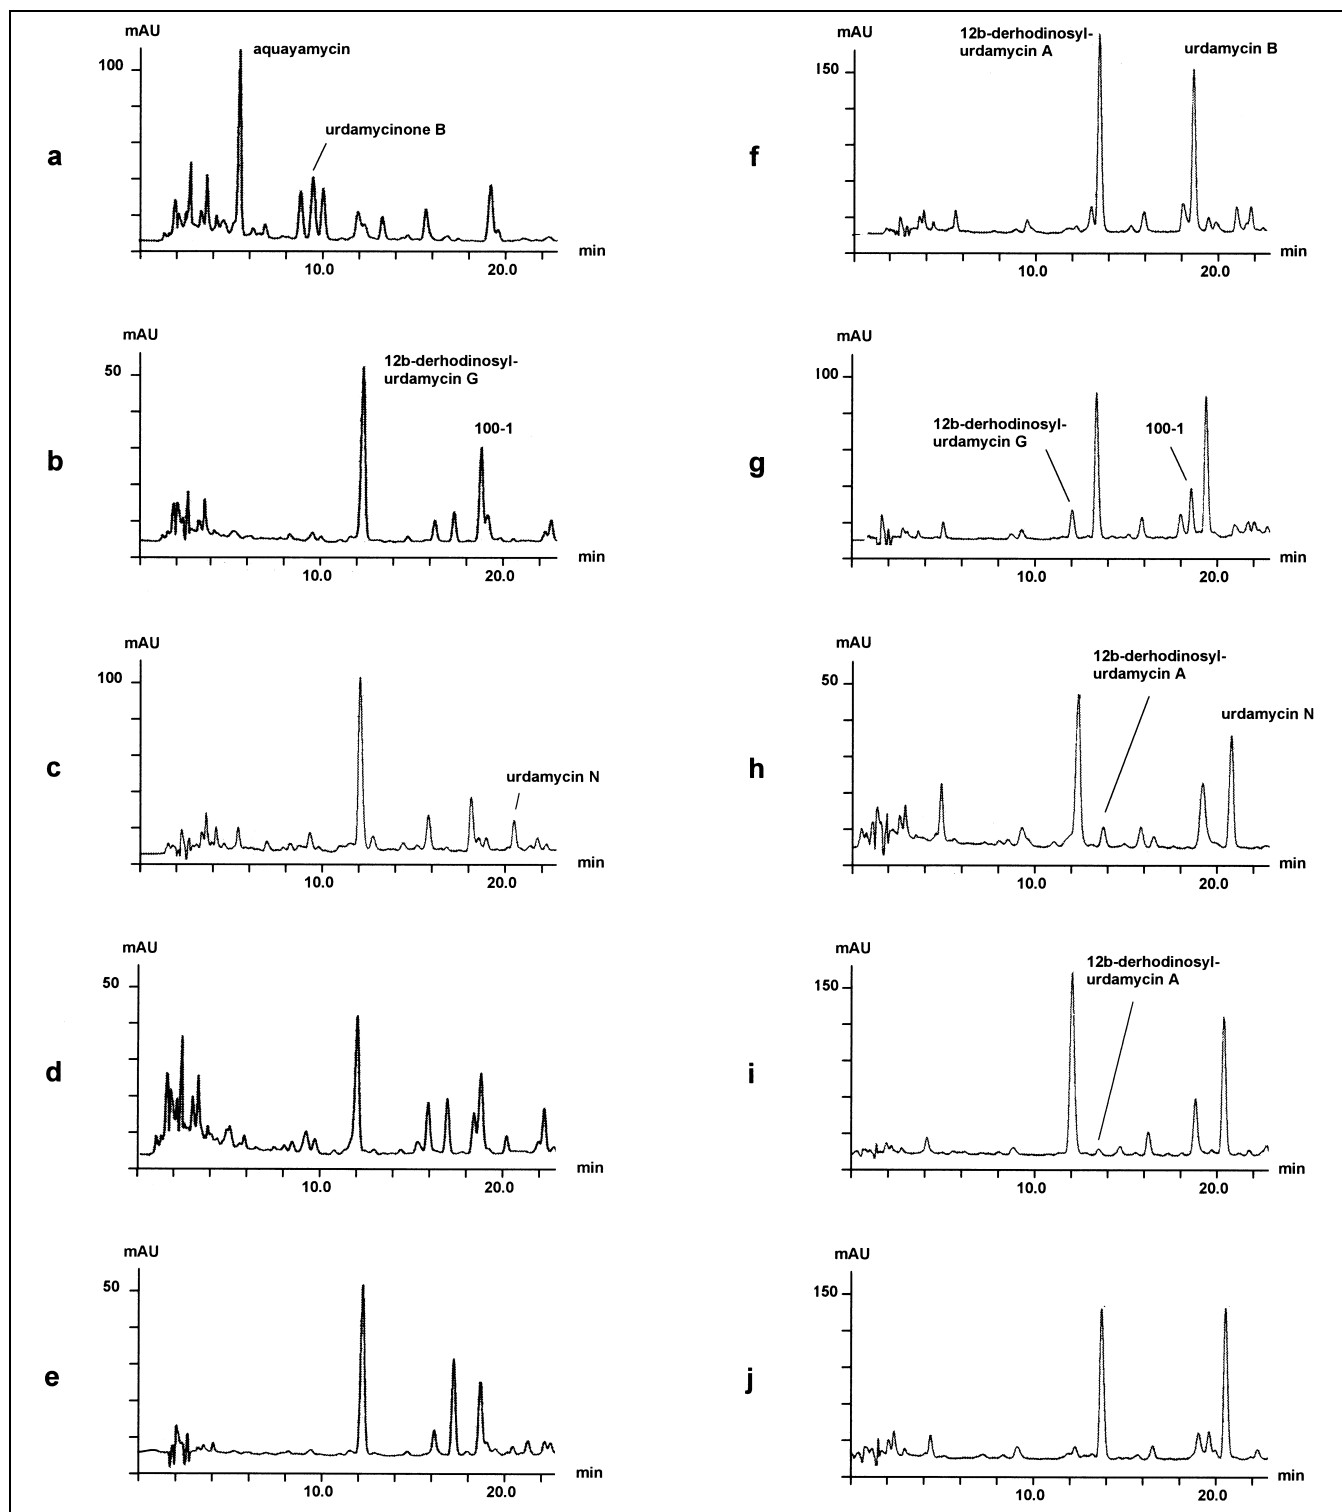 mAU
100
aquayamycin
urdamycinone B
a
min
10.0
20.0
mAU
50
12b-derhodinosyl-
urdamycin G
100-1
b
min
10.0
20.0
mAU
100
c
urdamycin N
min
10.0
20.0
mAU
50
d
min
10.0
20.0
mAU
50
e
min
10.0
20.0
mAU
150
12b-derhodinosyl-
urdamycin A
urdamycin B
f
min
10.0
20.0
mAU
100
12b-derhodinosyl-
urdamycin G
100-1
g
min
10.0
20.0
mAU
50
12b-derhodinosyl-
urdamycin A
urdamycin N
h
min
10.0
20.0
mAU
150
12b-derhodinosyl-
urdamycin A
i
min
10.0
20.0
mAU
150
j
min
10.0
20.0